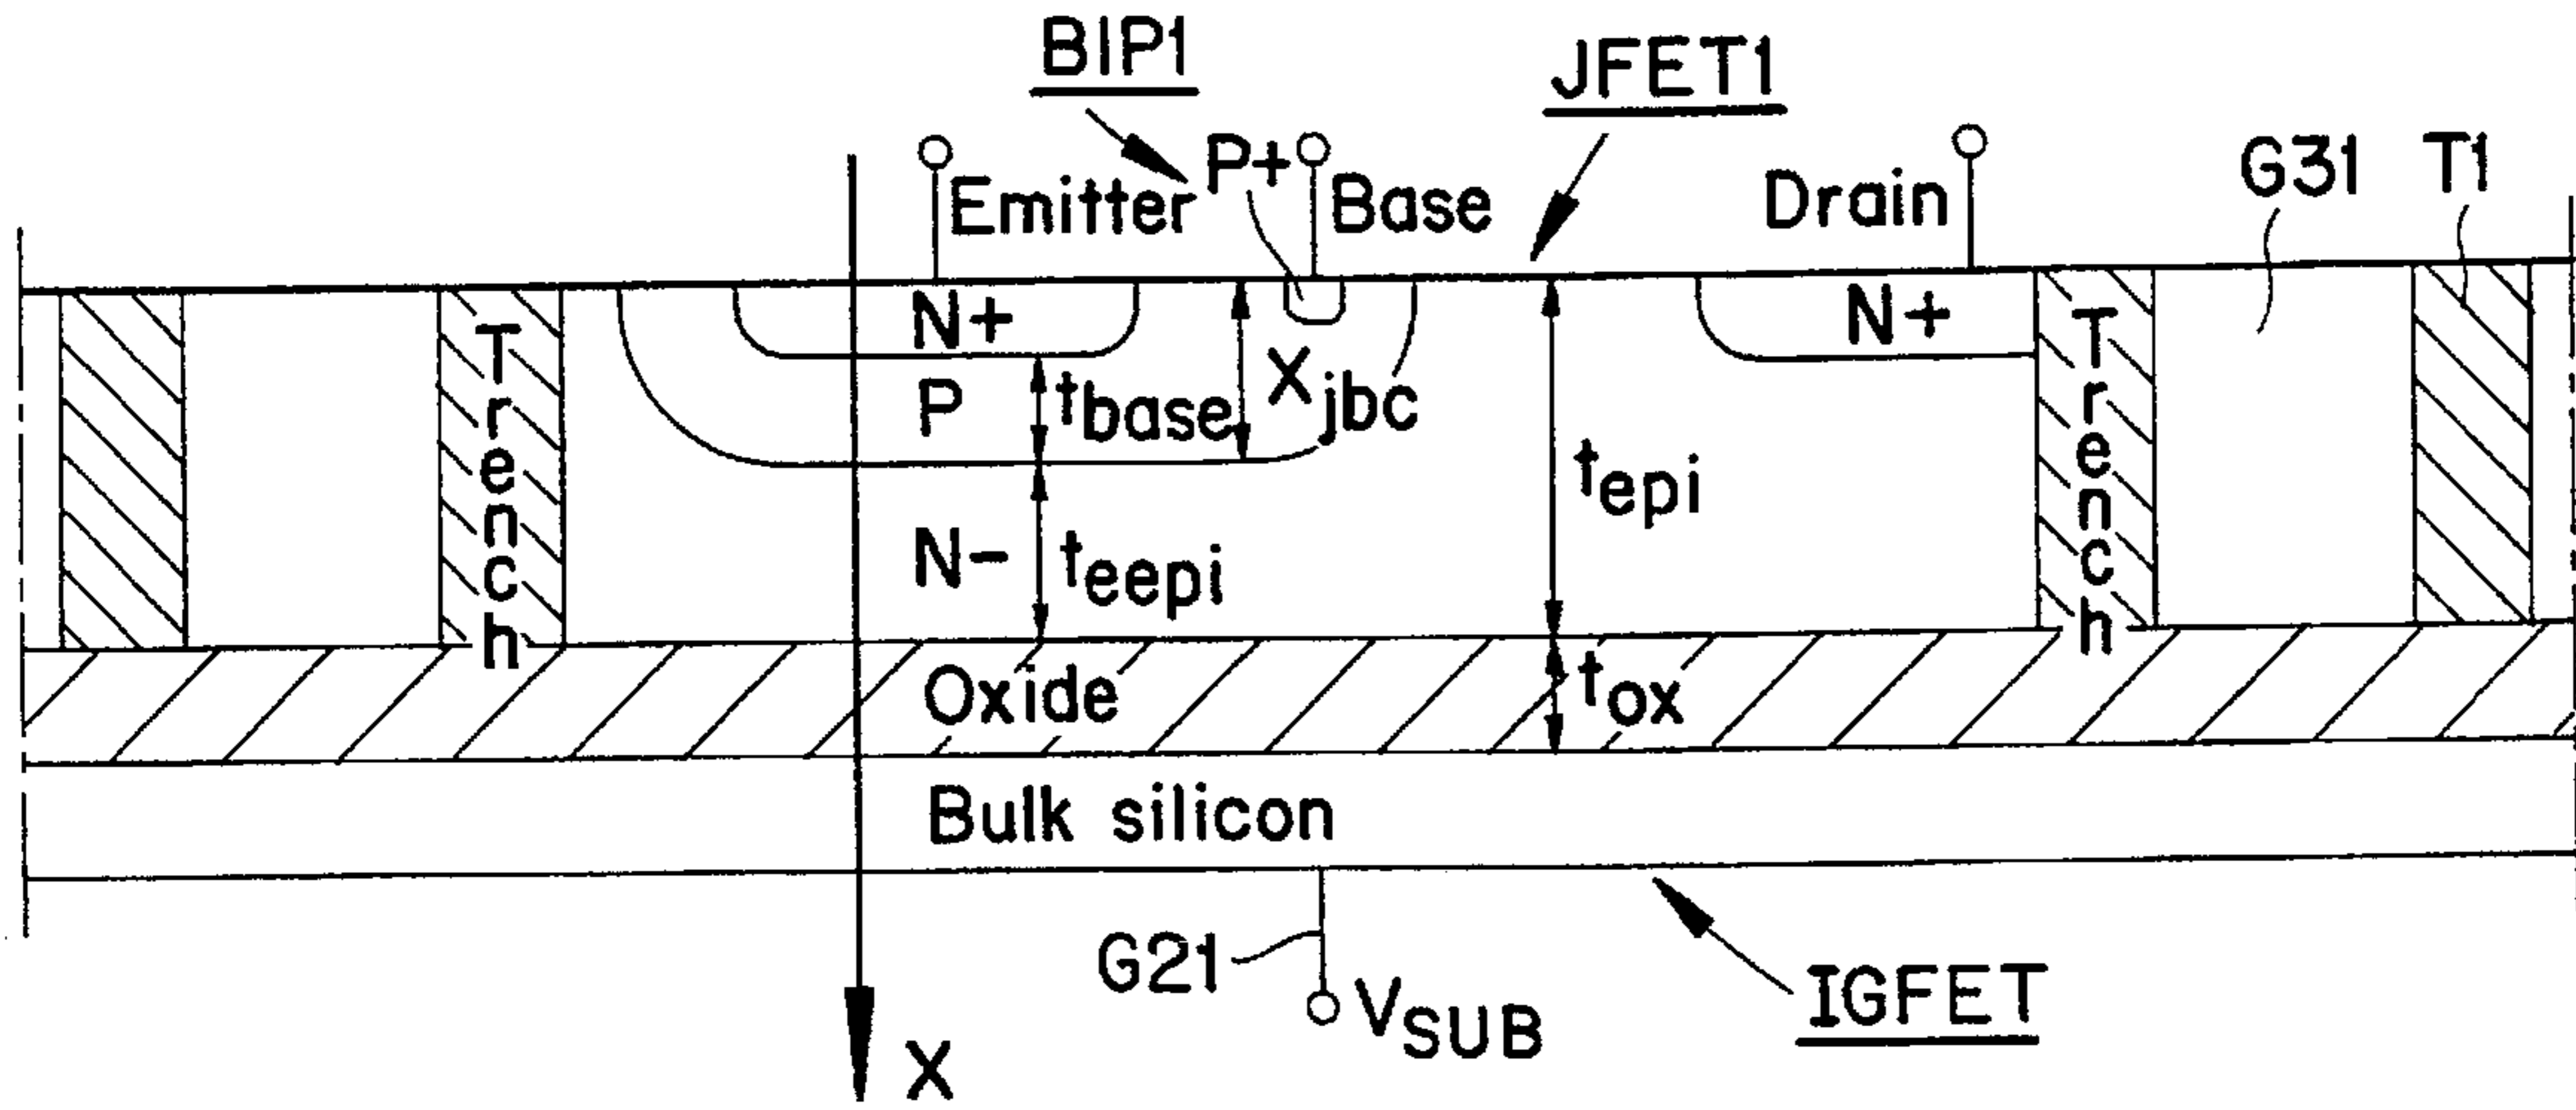 BIP1
JFET1
P+
G31
T1
Emitter
Base
Drain
N+
N+
Trench
Trench
P
tbase
Xjbc
tepi
N-
teepi
Oxide
tox
Bulk silicon
G21
VSUB
IGFET
X